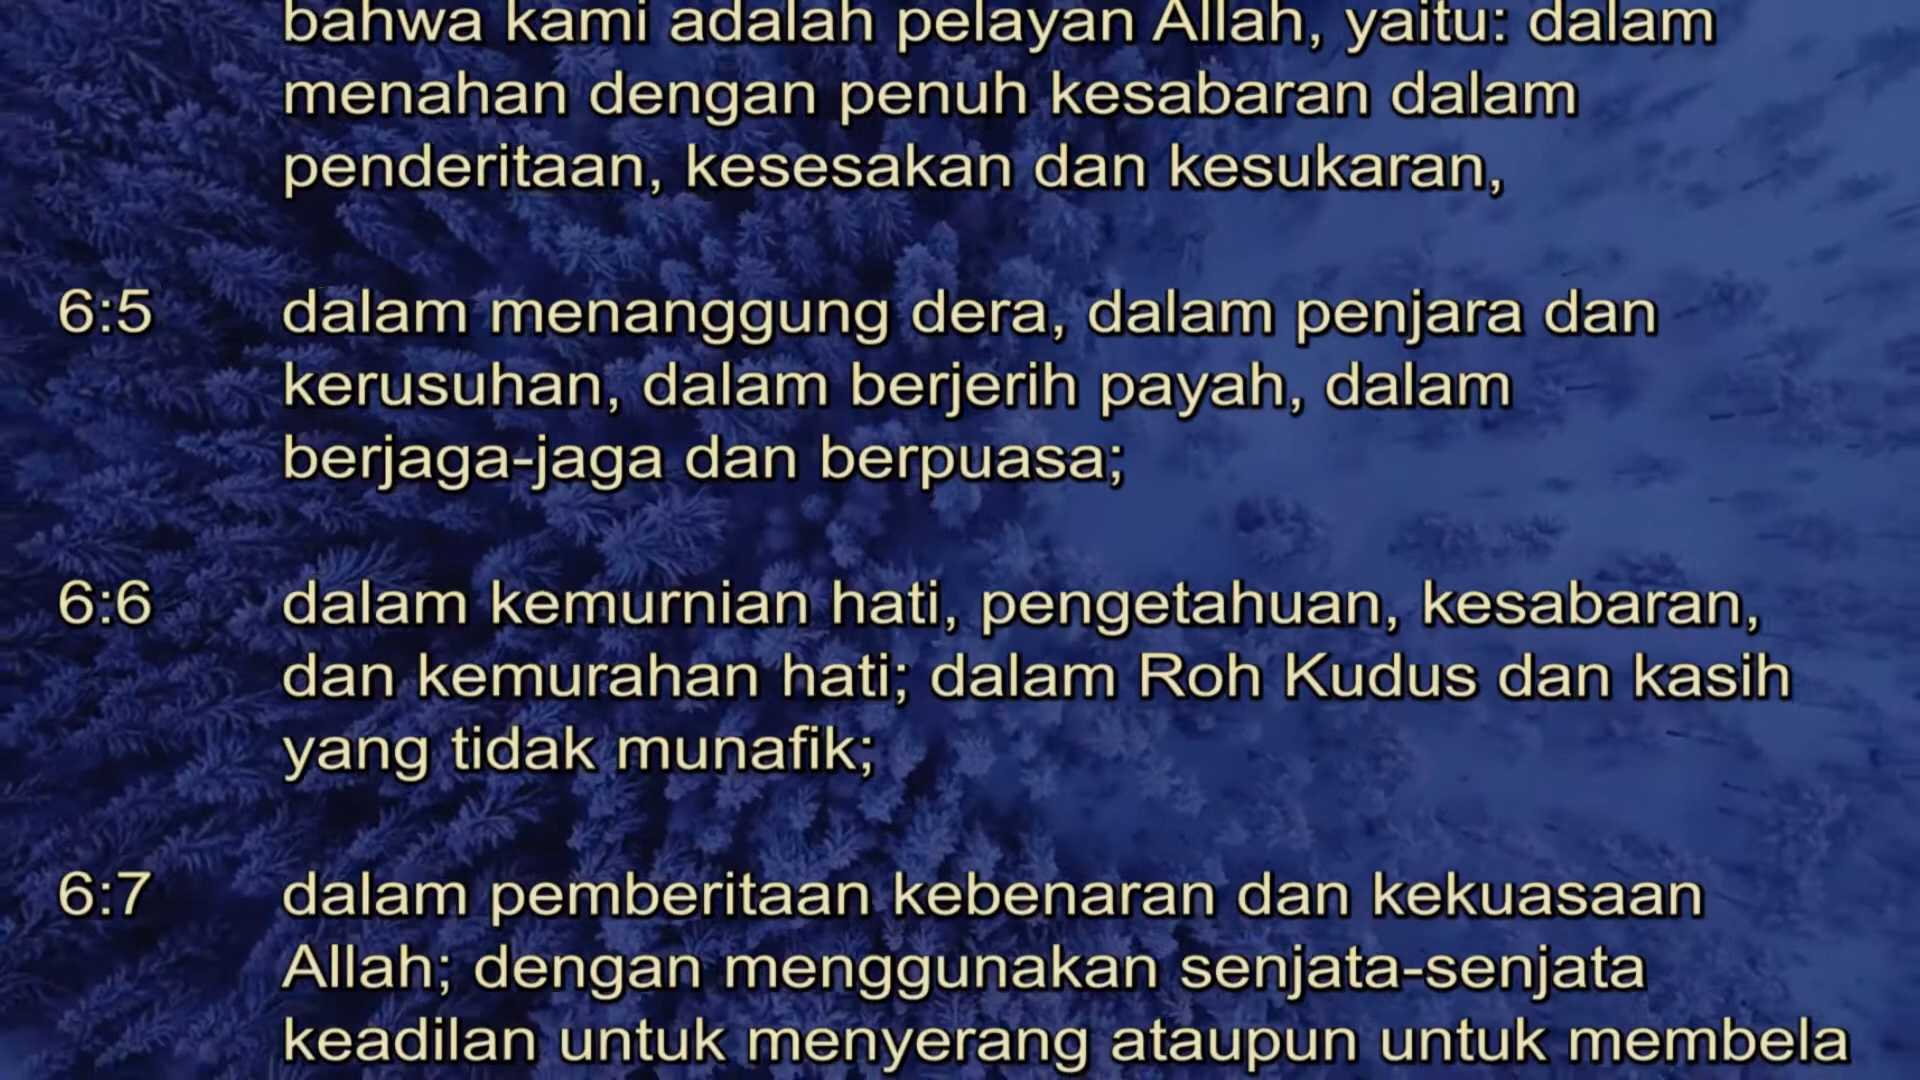 bahwa kami adalah pelayan Allah, yaitu: dalam
menahan dengan penuh kesabaran dalam
penderitaan, kesesakan dan kesukaran,
6:5 dalam menanggung dera, dalam penjara dan
kerusuhan, dalam berjerih payah, dalam
berjaga-jaga dan berpuasa;
6:6 dalam kemurnian hati, pengetahuan, kesabaran,
dan kemurahan hati; dalam Roh Kudus dan kasih
yang tidak munafik;
6:7 dalam pemberitaan kebenaran dan kekuasaan
Allah; dengan menggunakan senjata-senjata
keadilan untuk menyerang ataupun untuk membela